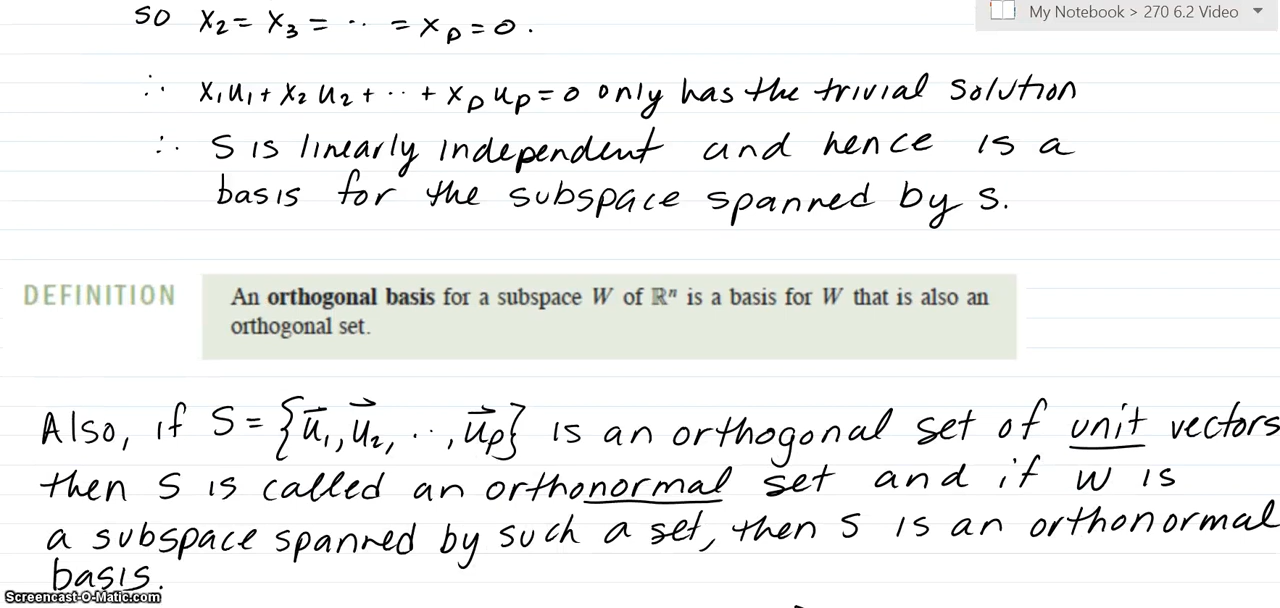 My Notebook > 270 6.2 Video
so x₂ = x₃ = ·· = xₚ = 0.
∴ x₁u₁ + x₂u₂ + ·· + xₚuₚ = 0 only has the trivial solution
∴ S is linearly independent and hence is a
basis for the subspace spanned by S.
DEFINITION
An orthogonal basis for a subspace W of ℝⁿ is a basis for W that is also an
orthogonal set.
Also, if S = {u⃗₁, u⃗₂, ··, u⃗ₚ} is an orthogonal set of unit vectors
then S is called an orthonormal set and if W is
a subspace spanned by such a set, then S is an orthonormal
basis.
Screencast-O-Matic.com